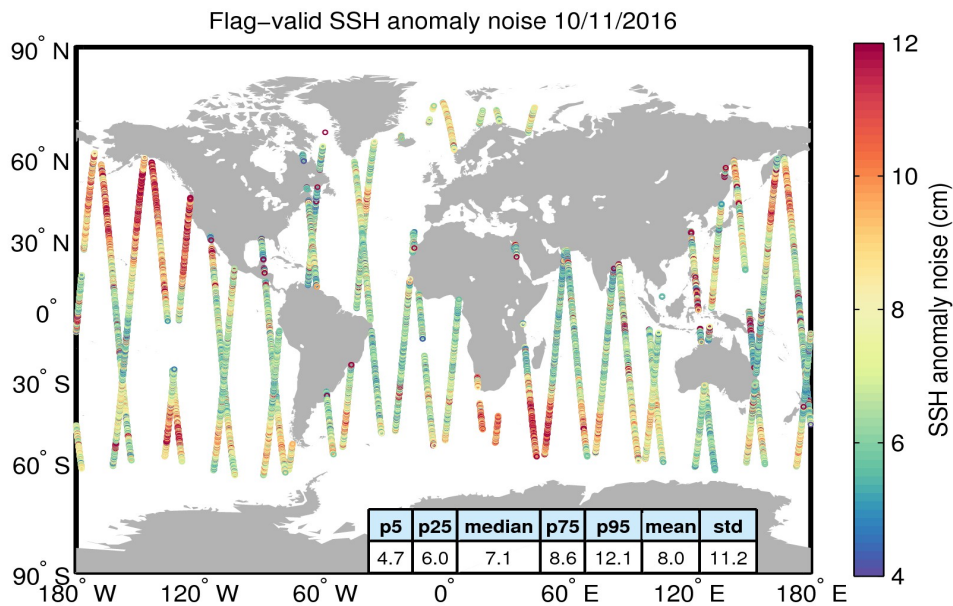 Flag−valid SSH anomaly noise 10/11/2016
90° N
60° N
30° N
0°
30° S
60° S
90° S
180° W
120° W
60° W
0°
60° E
120° E
180° E
p5 p25 median p75 p95 mean std
4.7 6.0 7.1 8.6 12.1 8.0 11.2
12
10
8
6
4
SSH anomaly noise (cm)